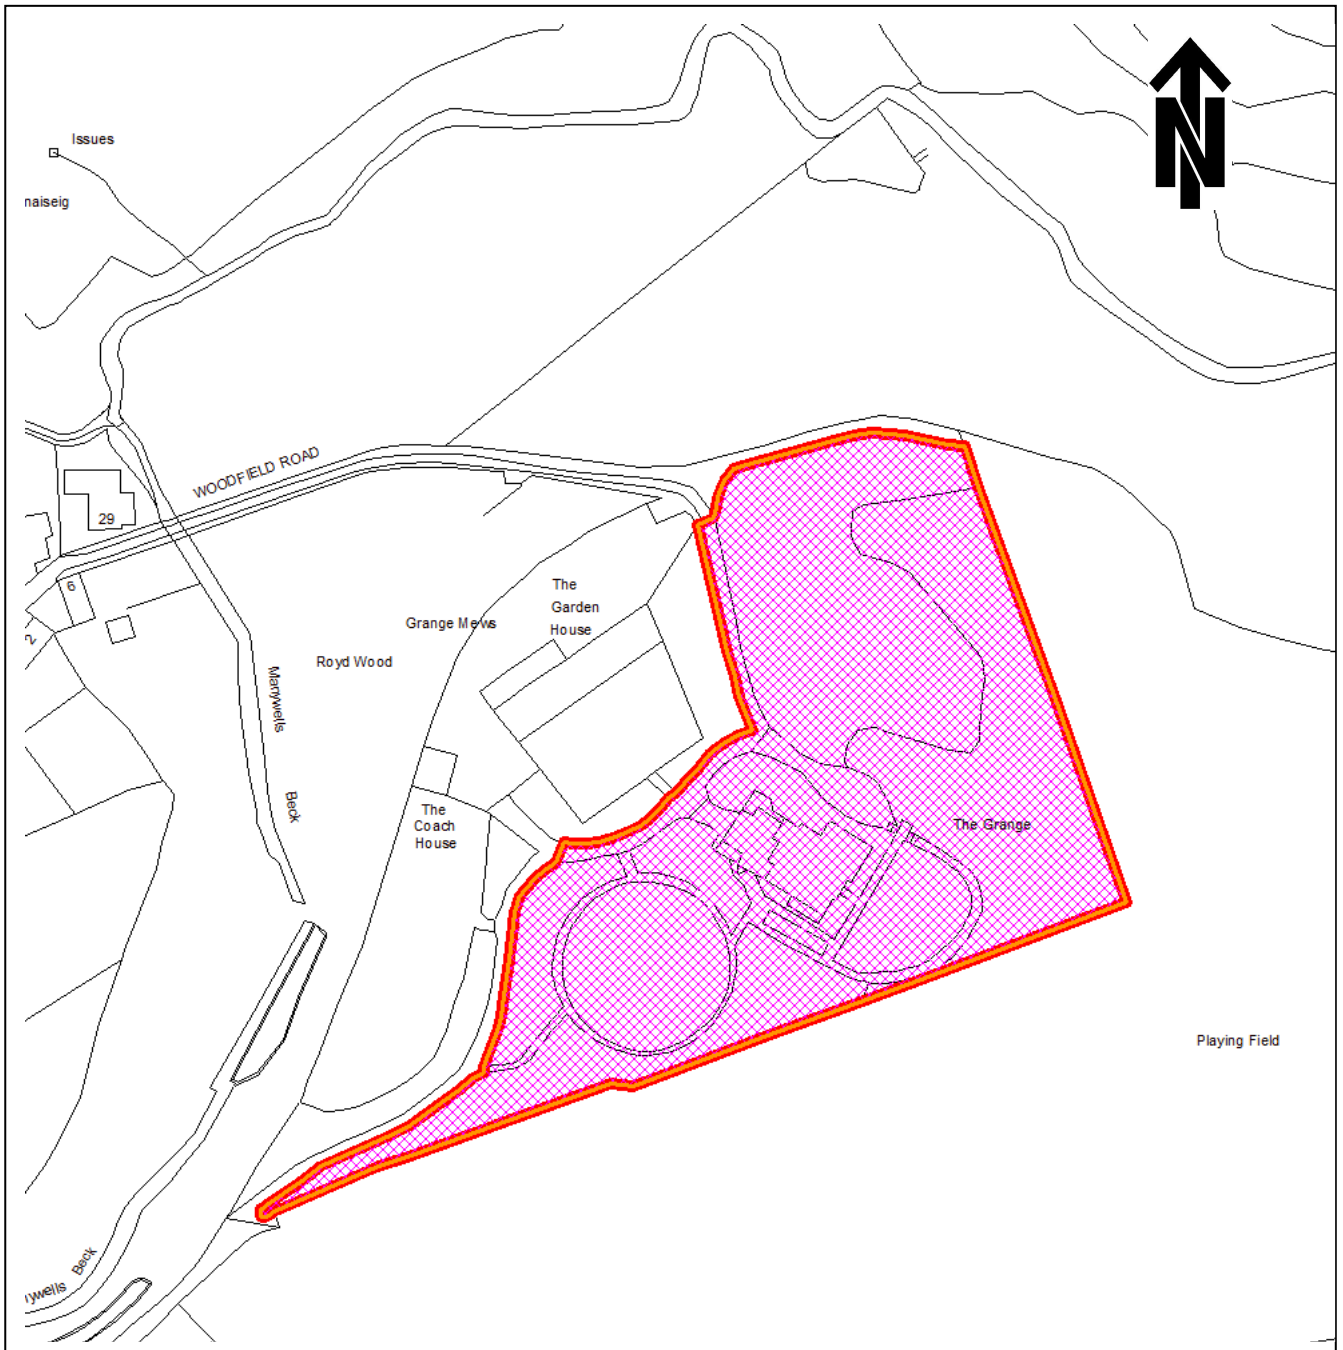 N
Issues
naiseig
WOODFIELD ROAD
29
6
2
The
Garden
House
Grange Mews
Royd Wood
Manywells
Beck
The
Coach
House
The Grange
Playing Field
Beck
ywells